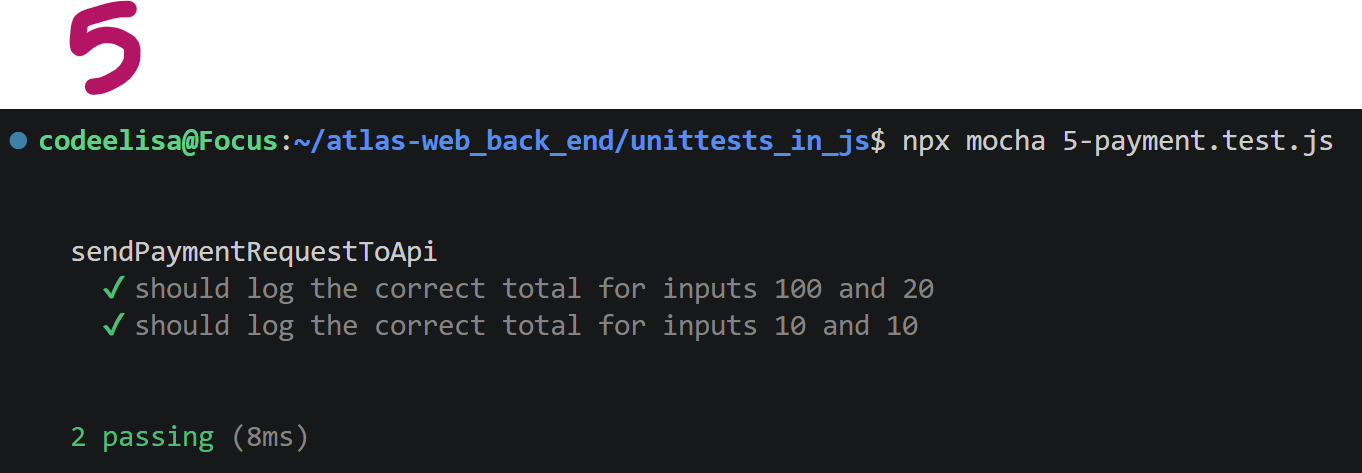 5
codeelisa@Focus:~/atlas-web_back_end/unittests_in_js$ npx mocha 5-payment.test.js
sendPaymentRequestToApi
✓ should log the correct total for inputs 100 and 20
✓ should log the correct total for inputs 10 and 10
2 passing (8ms)